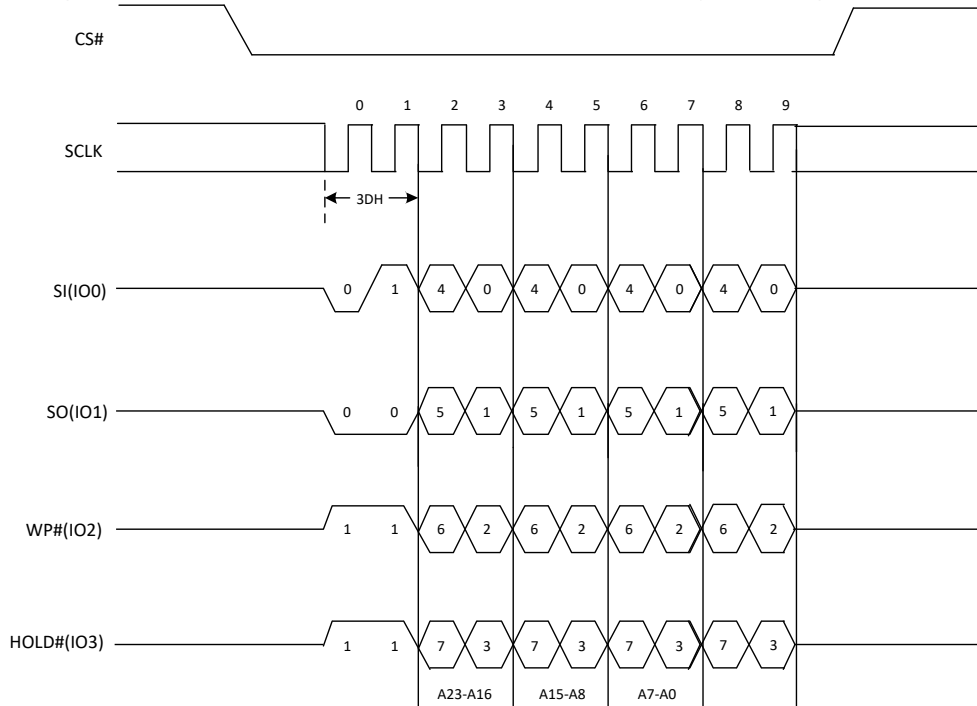 CS#
0 1 2 3 4 5 6 7 8 9
SCLK
3DH
SI(IO0) 0 1 4 0 4 0 4 0 4 0
SO(IO1) 0 0 5 1 5 1 5 1 5 1
WP#(IO2) 1 1 6 2 6 2 6 2 6 2
HOLD#(IO3) 1 1 7 3 7 3 7 3 7 3
A23-A16 A15-A8 A7-A0